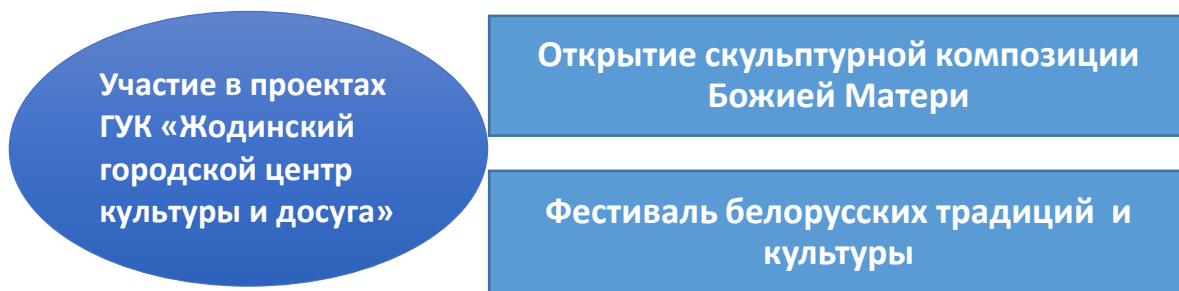 Участие в проектах
ГУК «Жодинский
городской центр
культуры и досуга»
Открытие скульптурной композиции
Божией Матери
Фестиваль белорусских традиций и
культуры